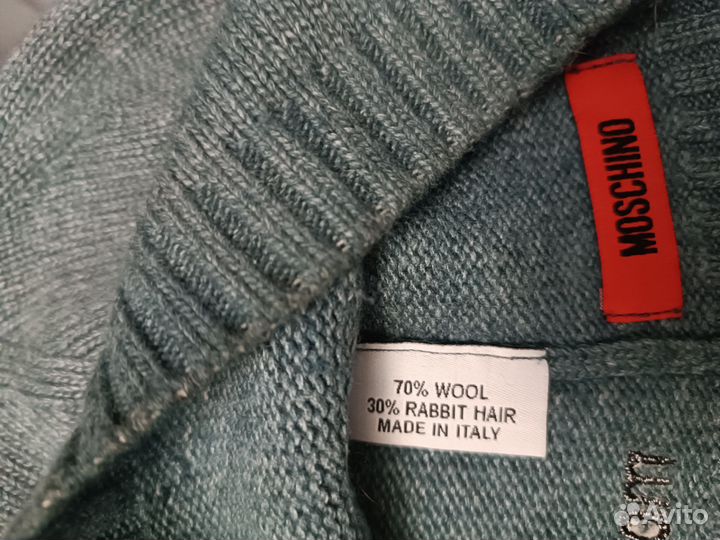 MOSCHINO
70% WOOL
30% RABBIT HAIR
MADE IN ITALY
Avito